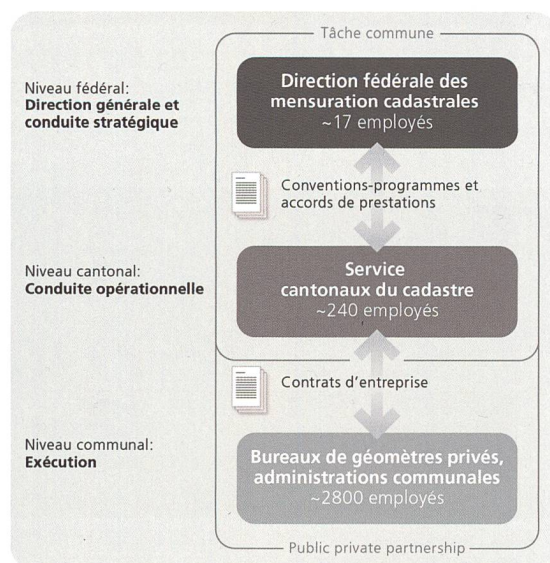 Tâche commune
Niveau fédéral:
Direction générale et
conduite stratégique
Direction fédérale des
mensuration cadastrales
~17 employés
Conventions-programmes et
accords de prestations
Niveau cantonal:
Conduite opérationnelle
Service
cantonaux du cadastre
~240 employés
Contrats d'entreprise
Niveau communal:
Exécution
Bureaux de géomètres privés,
administrations communales
~2800 employés
Public private partnership